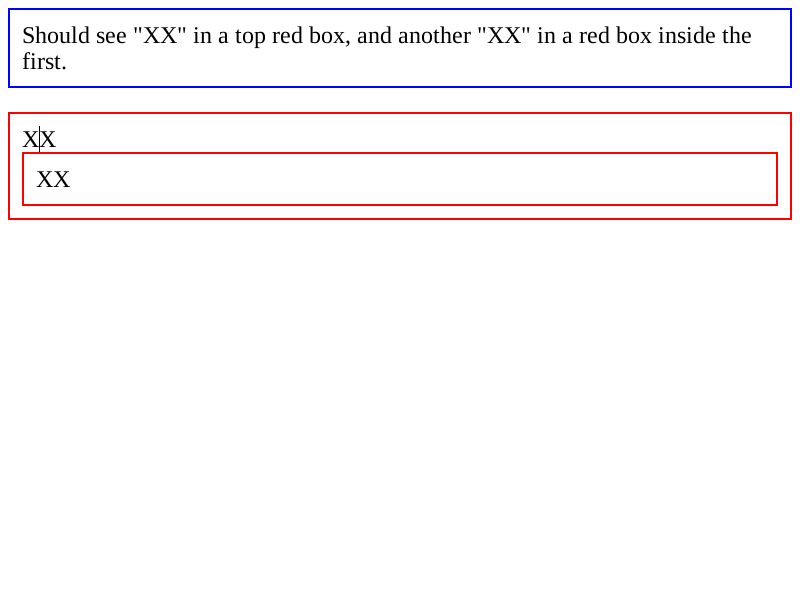 Should see "XX" in a top red box, and another "XX" in a red box inside the
first.
XX
XX